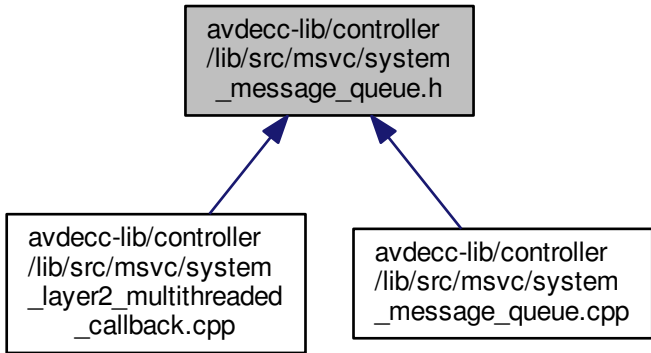 avdecc-lib/controller
/lib/src/msvc/system
_message_queue.h
avdecc-lib/controller
/lib/src/msvc/system
_layer2_multithreaded
_callback.cpp
avdecc-lib/controller
/lib/src/msvc/system
_message_queue.cpp